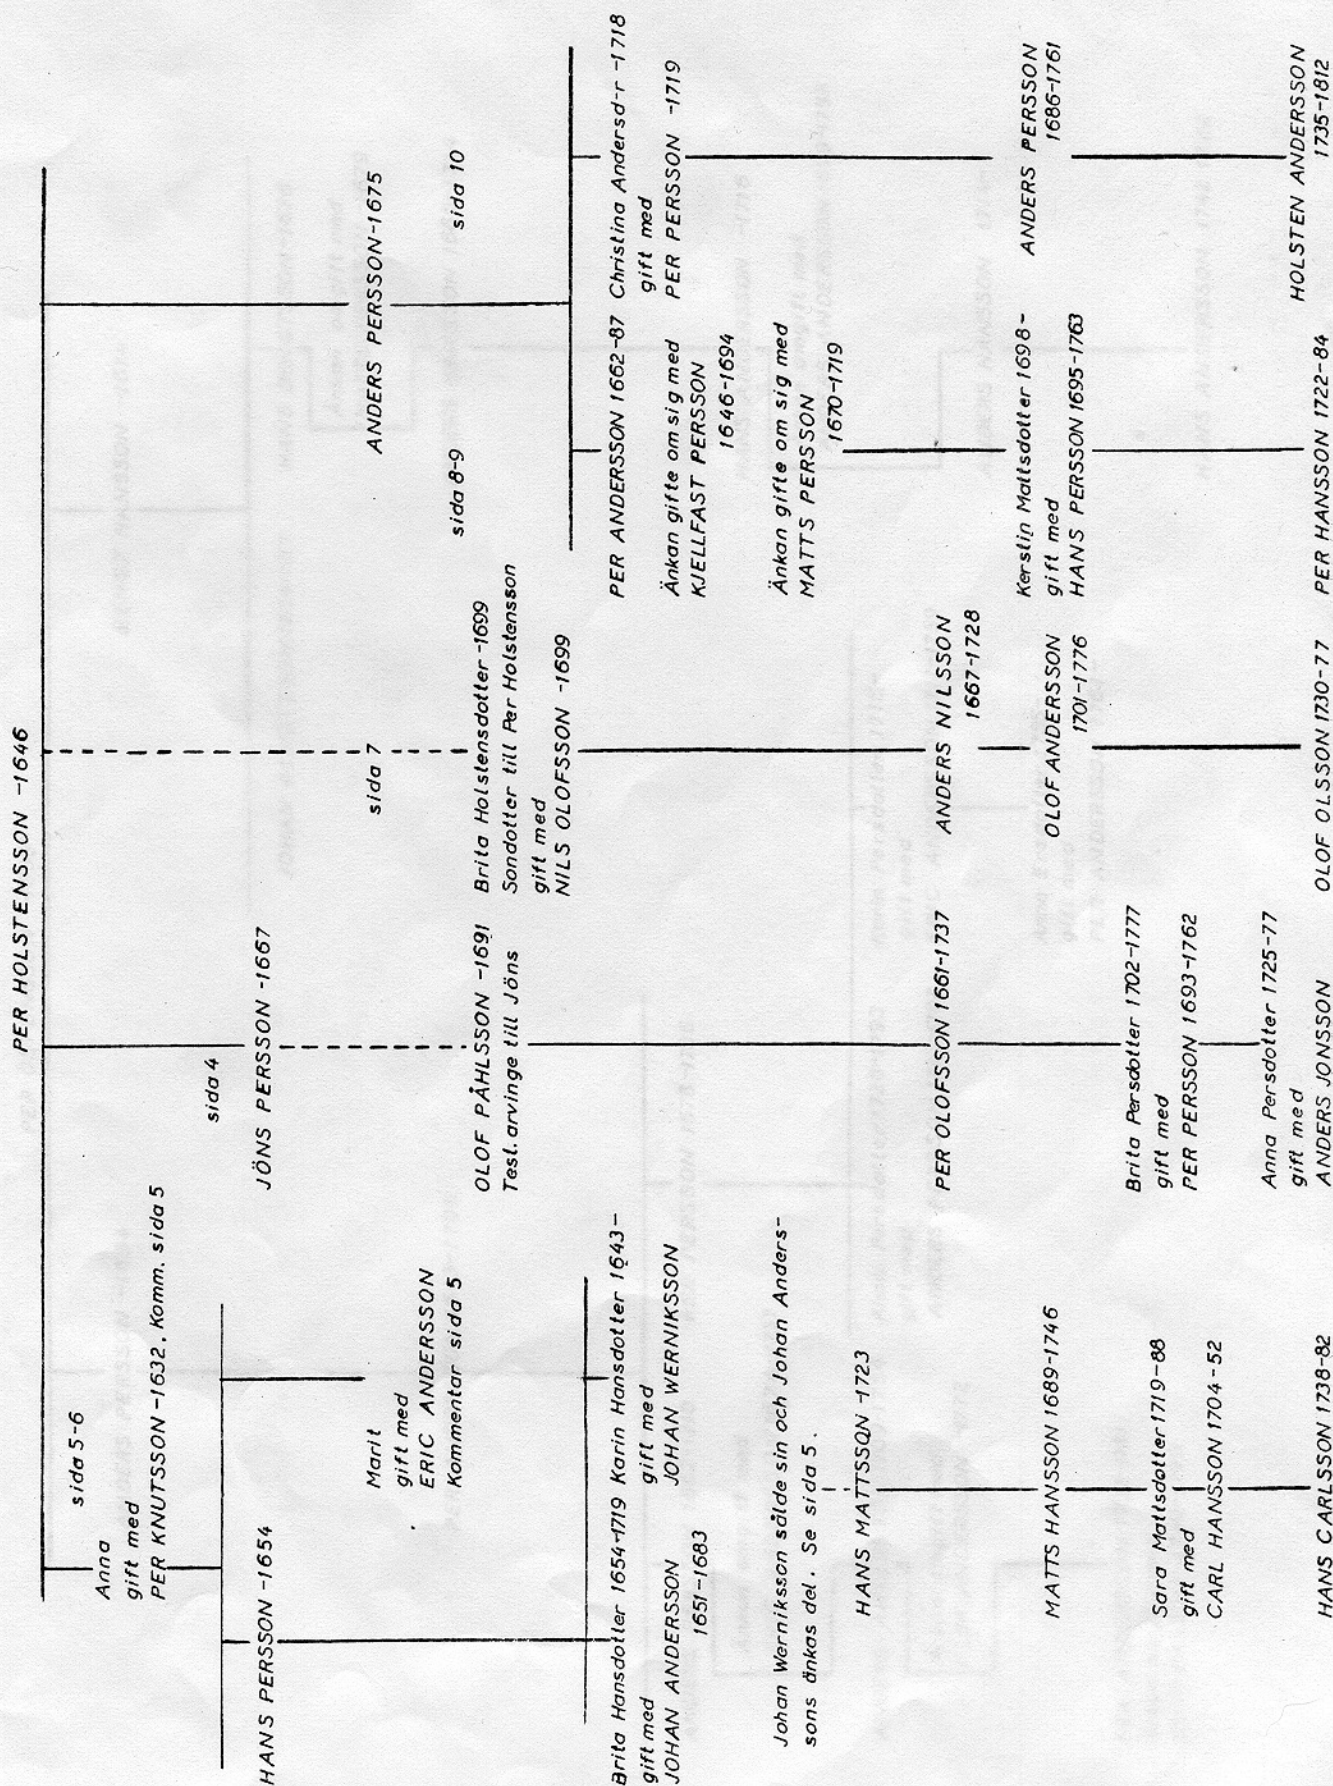 PER HOLSTENSSON -1646
sida 5-6
Anna
gift med
PER KNUTSSON -1632. Komm. sida 5
HANS PERSSON -1654
Marit
gift med
ERIC ANDERSSON
Kommentar sida 5
Brita Hansdotter 1654-1719
gift med
JOHAN ANDERSSON
1651-1683
Karin Hansdotter 1643-
gift med
JOHAN WERNIKSSON
Johan Werniksson sålde sin och Johan Anders-
sons änkas del. Se sida 5.
HANS MATTSSON -1723
MATTS HANSSON 1689-1746
Sara Mattsdotter 1719-88
gift med
CARL HANSSON 1704-52
HANS CARLSSON 1738-82
sida 4
JÖNS PERSSON -1667
OLOF PÅHLSSON -1691
Test. arvinge till Jöns
PER OLOFSSON 1661-1737
Brita Persdotter 1702-1777
gift med
PER PERSSON 1693-1762
Anna Persdotter 1725-77
gift med
ANDERS JONSSON
sida 7
Brita Holstensdotter -1699
Sondotter till Per Holstensson
gift med
NILS OLOFSSON -1699
ANDERS NILSSON
1667-1728
OLOF ANDERSSON
1701-1776
OLOF OLSSON 1730-77
ANDERS PERSSON -1675
sida 8-9
sida 10
PER ANDERSSON 1662-87
Änkan gifte om sig med
KJELLFAST PERSSON
1646-1694
Änkan gifte om sig med
MATTS PERSSON
1670-1719
Kerstin Mattsdotter 1698-
gift med
HANS PERSSON 1695-1763
PER HANSSON 1722-84
Christina Andersd-r -1718
gift med
PER PERSSON -1719
ANDERS PERSSON
1686-1761
HOLSTEN ANDERSSON
1735-1812